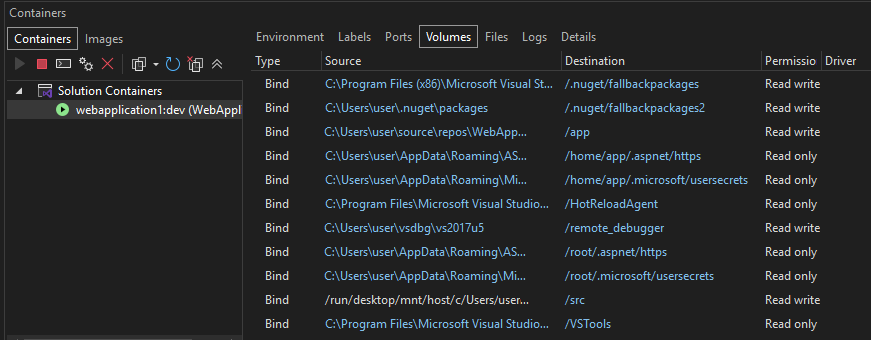 Containers
Containers Images
Environment Labels Ports Volumes Files Logs Details
Type Source Destination Permissio Driver
Solution Containers
webapplication1:dev (WebAppl
Bind C:\Program Files (x86)\Microsoft Visual St... /.nuget/fallbackpackages Read write
Bind C:\Users\user\.nuget\packages /.nuget/fallbackpackages2 Read write
Bind C:\Users\user\source\repos\WebApp... /app Read write
Bind C:\Users\user\AppData\Roaming\AS... /home/app/.aspnet/https Read only
Bind C:\Users\user\AppData\Roaming\Mi... /home/app/.microsoft/usersecrets Read only
Bind C:\Program Files\Microsoft Visual Studio... /HotReloadAgent Read only
Bind C:\Users\user\vsdbg\vs2017u5 /remote_debugger Read write
Bind C:\Users\user\AppData\Roaming\AS... /root/.aspnet/https Read only
Bind C:\Users\user\AppData\Roaming\Mi... /root/.microsoft/usersecrets Read only
Bind /run/desktop/mnt/host/c/Users/user... /src Read write
Bind C:\Program Files\Microsoft Visual Studio... /VSTools Read only